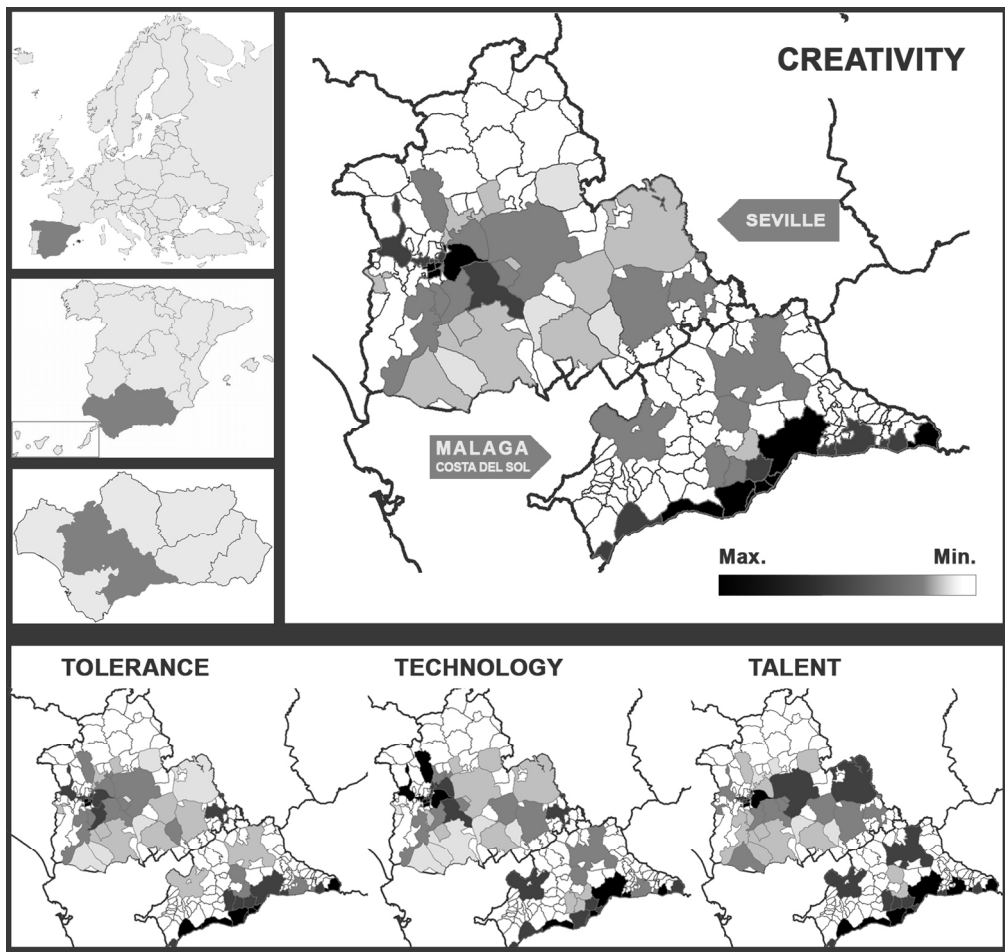 CREATIVITY
SEVILLE
MALAGA
COSTA DEL SOL
Max.
Min.
TOLERANCE
TECHNOLOGY
TALENT